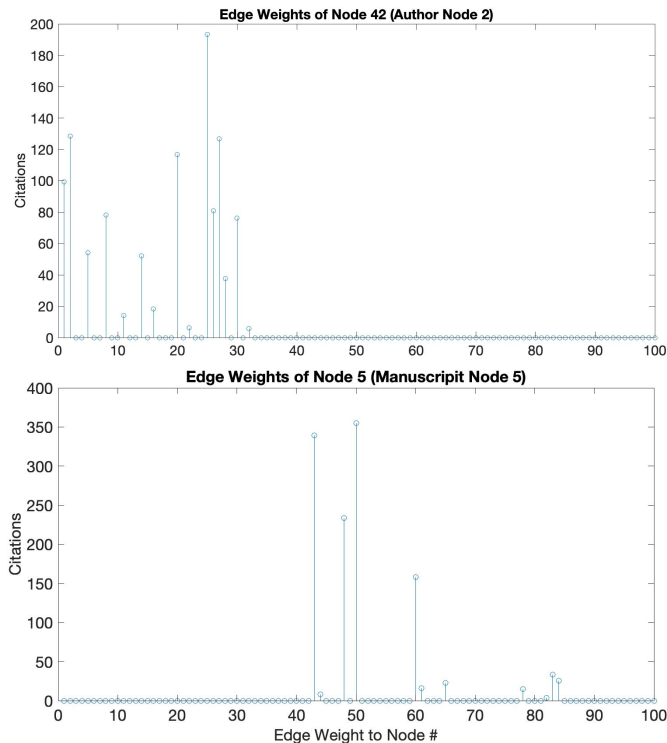 Edge Weights of Node 42 (Author Node 2)
200
180
160
140
120
100
80
60
40
20
0
Citations
0 10 20 30 40 50 60 70 80 90 100
Edge Weights of Node 5 (Manuscripit Node 5)
400
350
300
250
200
150
100
50
0
Citations
0 10 20 30 40 50 60 70 80 90 100
Edge Weight to Node #